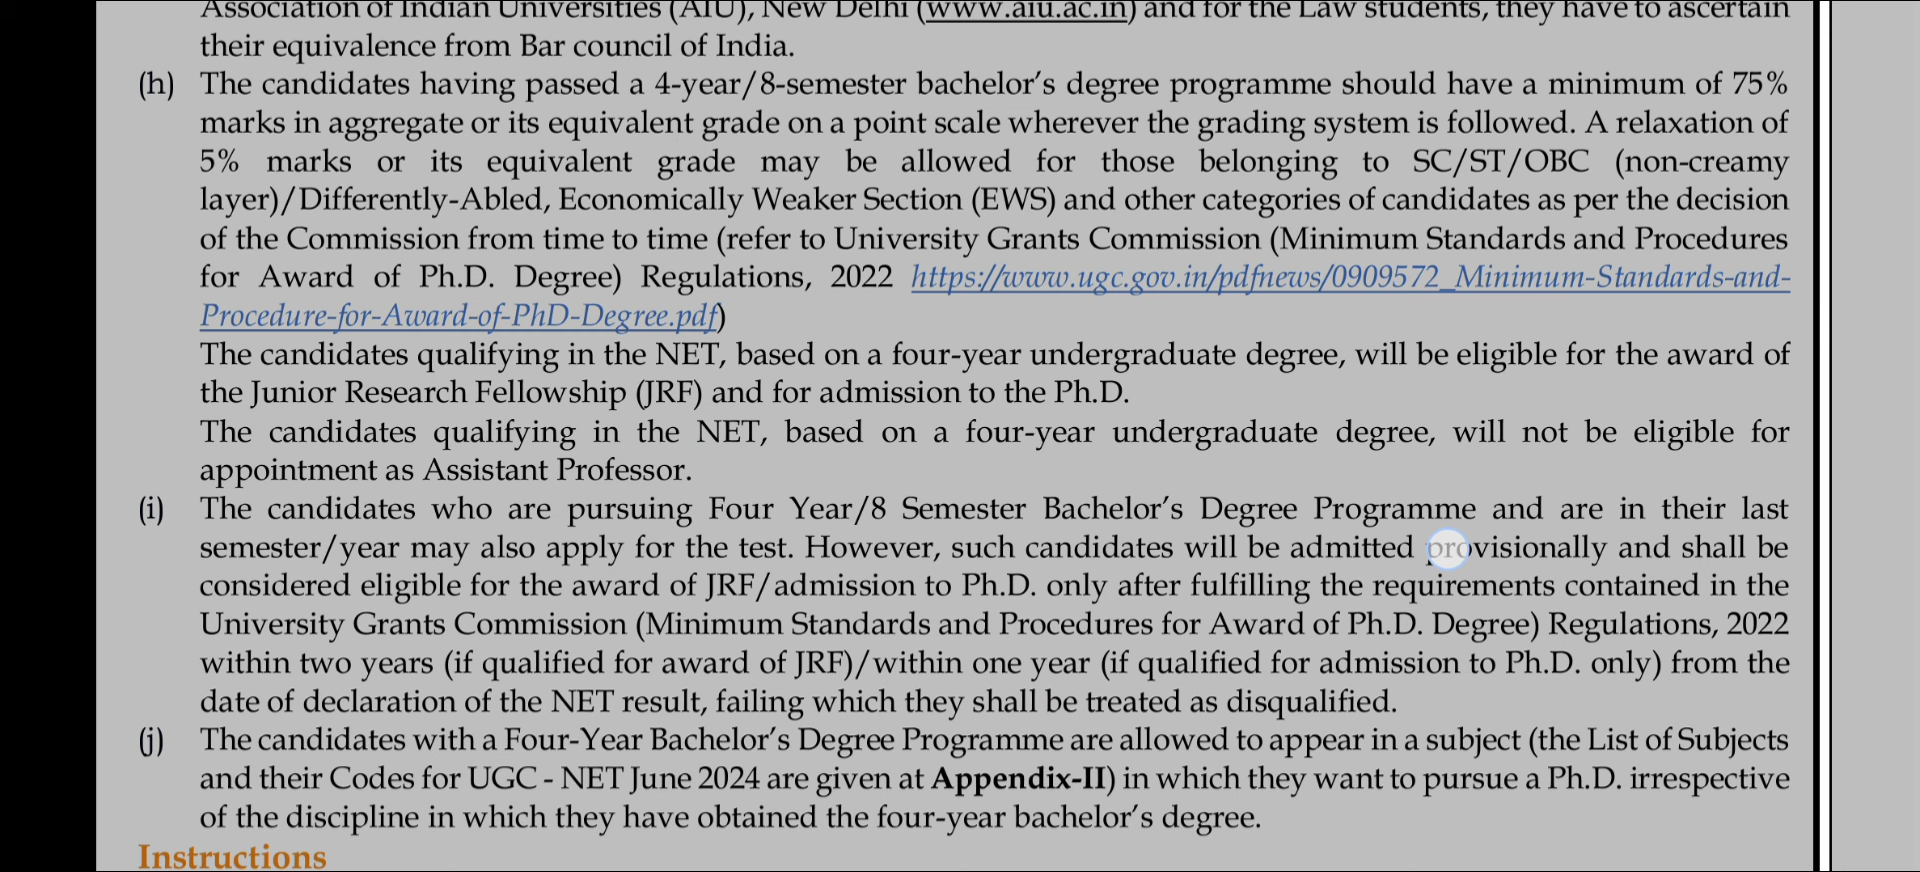 Association of Indian Universities (AIU), New Delhi (www.aiu.ac.in) and for the Law students, they have to ascertain
their equivalence from Bar council of India.
(h) The candidates having passed a 4-year/8-semester bachelor’s degree programme should have a minimum of 75%
marks in aggregate or its equivalent grade on a point scale wherever the grading system is followed. A relaxation of
5% marks or its equivalent grade may be allowed for those belonging to SC/ST/OBC (non-creamy
layer)/Differently-Abled, Economically Weaker Section (EWS) and other categories of candidates as per the decision
of the Commission from time to time (refer to University Grants Commission (Minimum Standards and Procedures
for Award of Ph.D. Degree) Regulations, 2022 https://www.ugc.gov.in/pdfnews/0909572_Minimum-Standards-and-
Procedure-for-Award-of-PhD-Degree.pdf)
The candidates qualifying in the NET, based on a four-year undergraduate degree, will be eligible for the award of
the Junior Research Fellowship (JRF) and for admission to the Ph.D.
The candidates qualifying in the NET, based on a four-year undergraduate degree, will not be eligible for
appointment as Assistant Professor.
(i) The candidates who are pursuing Four Year/8 Semester Bachelor’s Degree Programme and are in their last
semester/year may also apply for the test. However, such candidates will be admitted provisionally and shall be
considered eligible for the award of JRF/admission to Ph.D. only after fulfilling the requirements contained in the
University Grants Commission (Minimum Standards and Procedures for Award of Ph.D. Degree) Regulations, 2022
within two years (if qualified for award of JRF)/within one year (if qualified for admission to Ph.D. only) from the
date of declaration of the NET result, failing which they shall be treated as disqualified.
(j) The candidates with a Four-Year Bachelor’s Degree Programme are allowed to appear in a subject (the List of Subjects
and their Codes for UGC - NET June 2024 are given at Appendix-II) in which they want to pursue a Ph.D. irrespective
of the discipline in which they have obtained the four-year bachelor’s degree.
Instructions